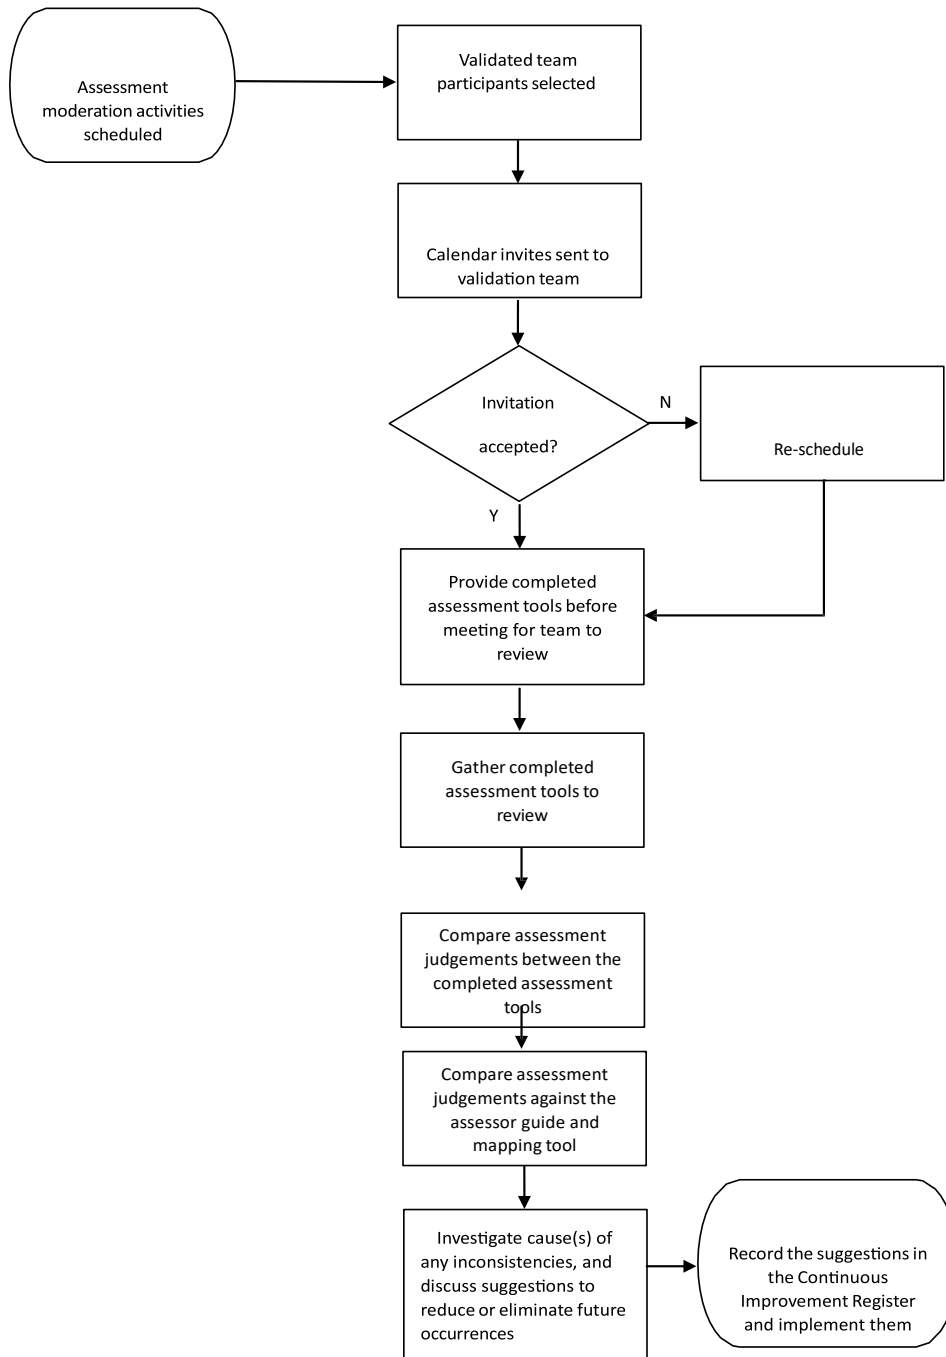 Assessment
moderation activities
scheduled
Validated team
participants selected
Calendar invites sent to
validation team
Invitation
accepted?
N
Re-schedule
Y
Provide completed
assessment tools before
meeting for team to
review
Gather completed
assessment tools to
review
Compare assessment
judgements between the
completed assessment
tools
Compare assessment
judgements against the
assessor guide and
mapping tool
Investigate cause(s) of
any inconsistencies, and
discuss suggestions to
reduce or eliminate future
occurrences
Record the suggestions in
the Continuous
Improvement Register
and implement them